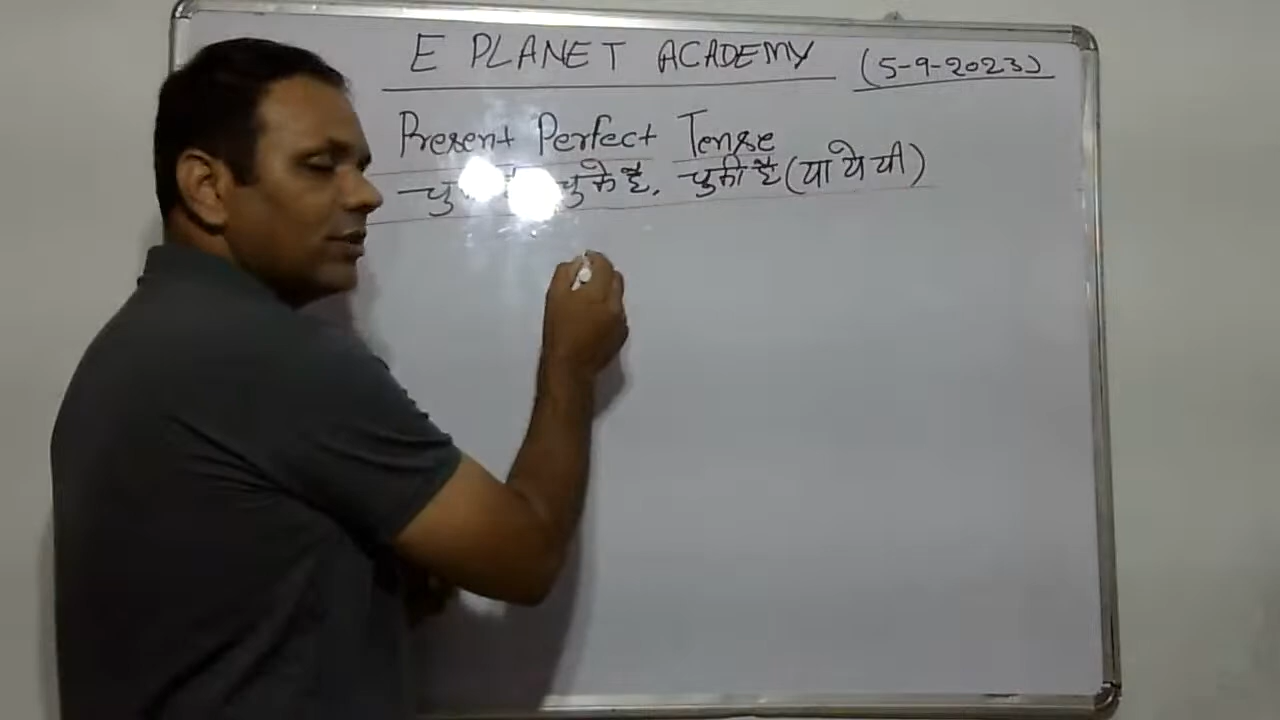 E PLANET ACADEMY (5-9-2023)
Present Perfect Tense
चुके है, चुकी है (या ये यी)